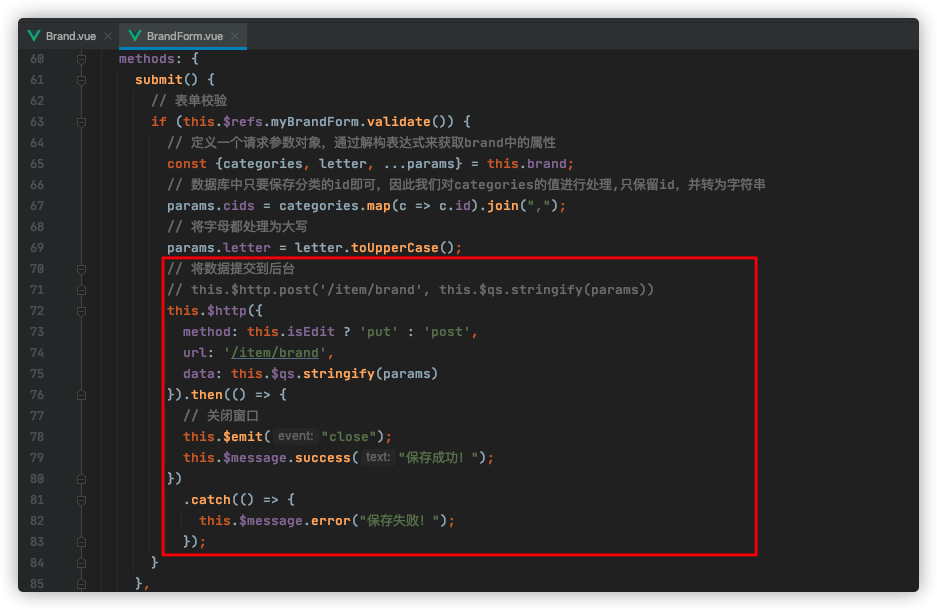 Brand.vue × BrandForm.vue ×
60 methods: {
61 submit() {
62 // 表单校验
63 if (this.$refs.myBrandForm.validate()) {
64 // 定义一个请求参数对象，通过解构表达式来获取brand中的属性
65 const {categories, letter, ...params} = this.brand;
66 // 数据库中只要保存分类的id即可，因此我们对categories的值进行处理,只保留id，并转为字符串
67 params.cids = categories.map(c => c.id).join(",");
68 // 将字母都处理为大写
69 params.letter = letter.toUpperCase();
70 // 将数据提交到后台
71 // this.$http.post('/item/brand', this.$qs.stringify(params))
72 this.$http({
73 method: this.isEdit ? 'put' : 'post',
74 url: '/item/brand',
75 data: this.$qs.stringify(params)
76 }).then(() => {
77 // 关闭窗口
78 this.$emit( event: "close");
79 this.$message.success( text: "保存成功！");
80 })
81 .catch(() => {
82 this.$message.error("保存失败！");
83 });
84 }
85 },